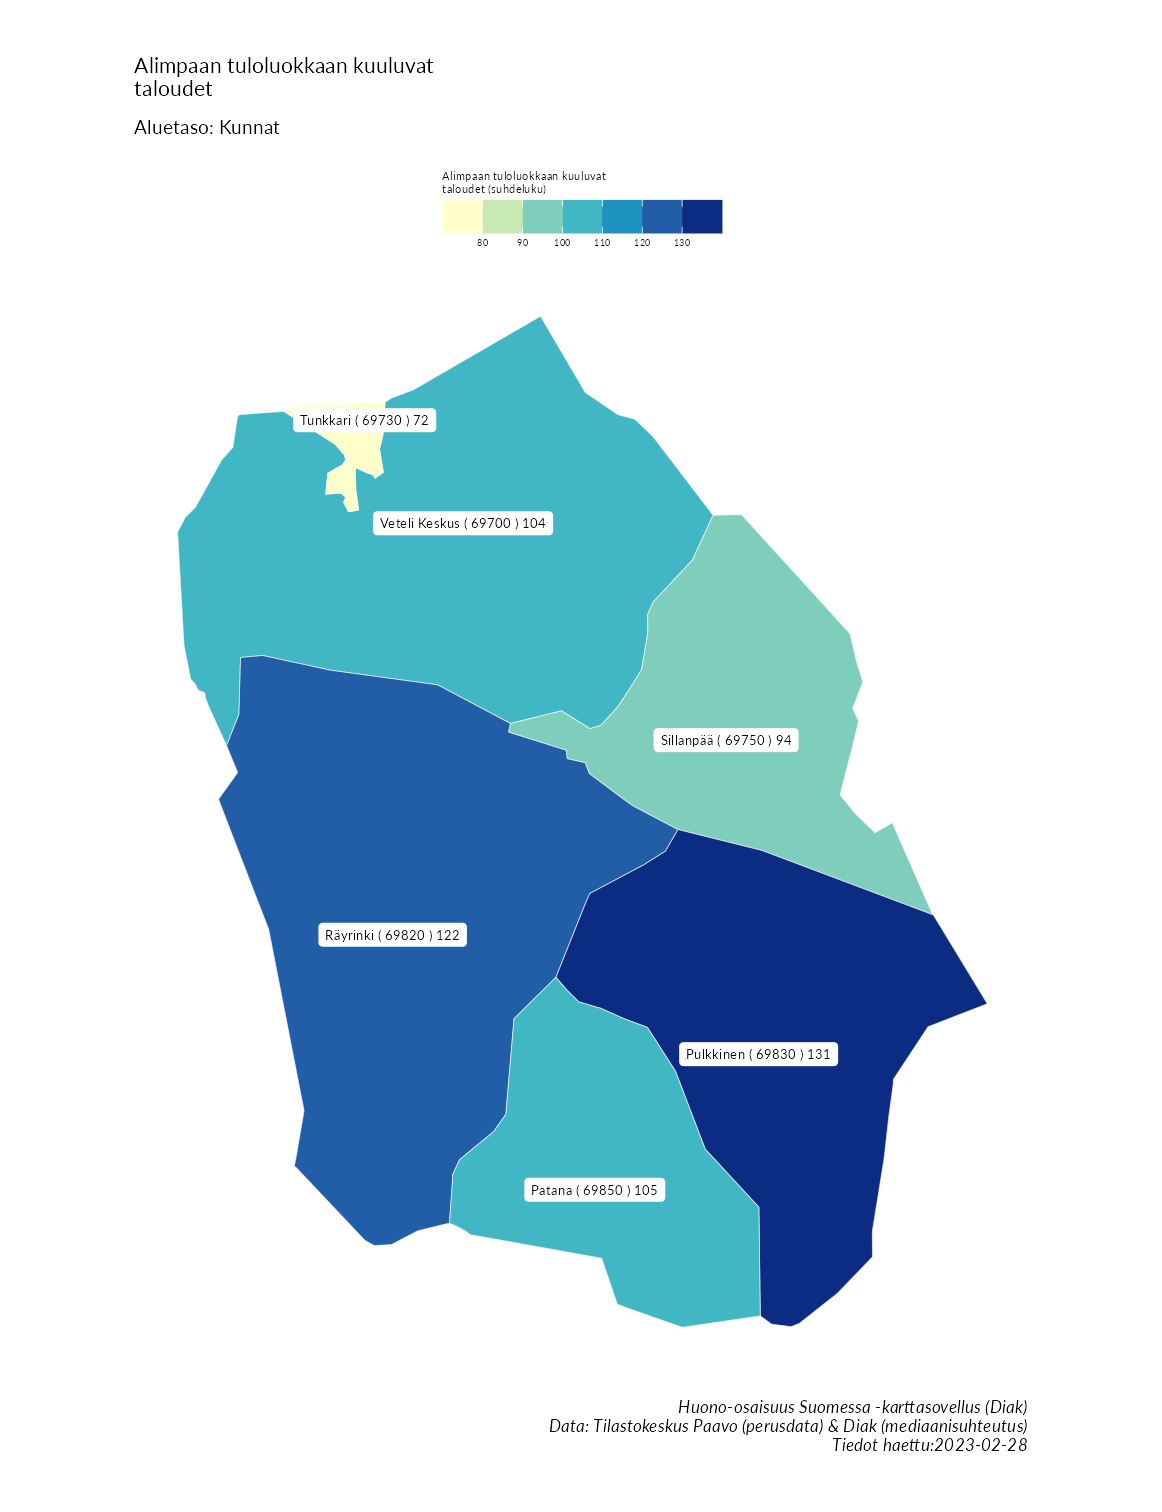 Alimpaan tuloluokkaan kuuluvat
taloudet
Aluetaso: Kunnat
Alimpaan tuloluokkaan kuuluvat
taloudet (suhdeluku)
80 90 100 110 120 130
Tunkkari ( 69730 ) 72
Veteli Keskus ( 69700 ) 104
Sillanpää ( 69750 ) 94
Räyrinki ( 69820 ) 122
Pulkkinen ( 69830 ) 131
Patana ( 69850 ) 105
Huono-osaisuus Suomessa -karttasovellus (Diak)
Data: Tilastokeskus Paavo (perusdata) & Diak (mediaanisuhteutus)
Tiedot haettu:2023-02-28